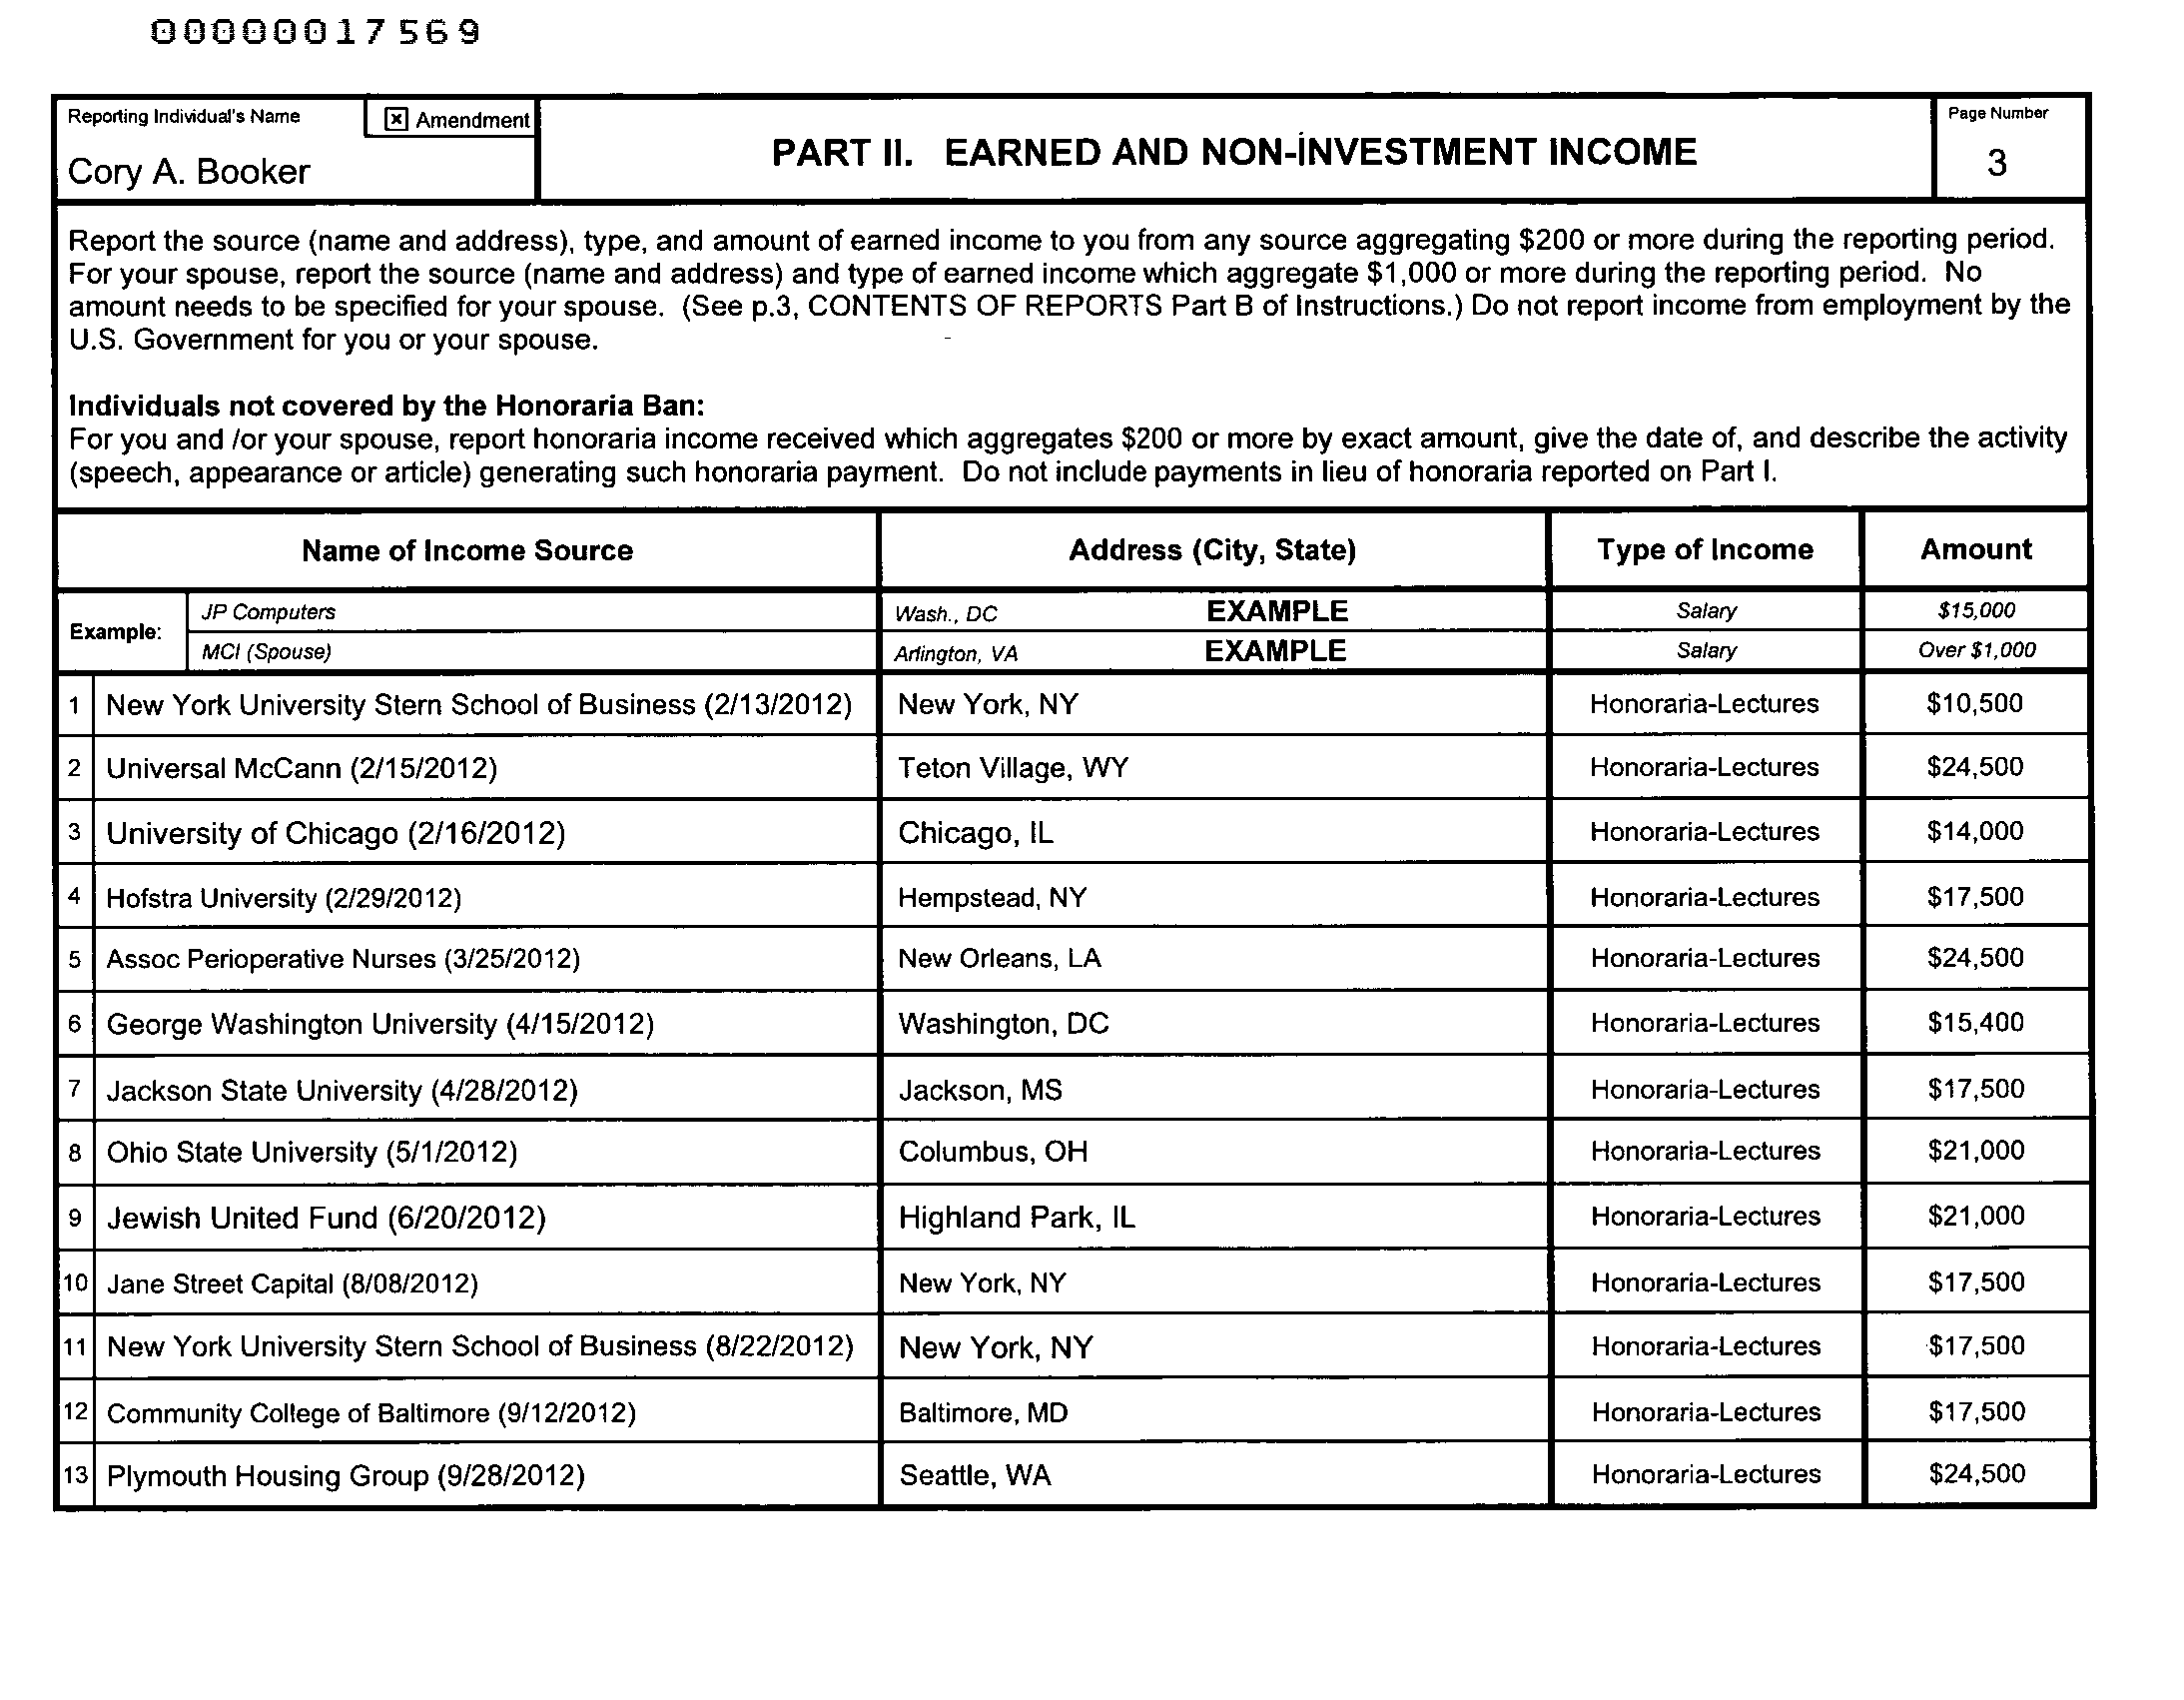 00000017569
Reporting Individual's Name
[x] Amendment
Cory A. Booker
PART II. EARNED AND NON-INVESTMENT INCOME
Page Number
3
Report the source (name and address), type, and amount of earned income to you from any source aggregating $200 or more during the reporting period.
For your spouse, report the source (name and address) and type of earned income which aggregate $1,000 or more during the reporting period. No
amount needs to be specified for your spouse. (See p.3, CONTENTS OF REPORTS Part B of Instructions.) Do not report income from employment by the
U.S. Government for you or your spouse.
Individuals not covered by the Honoraria Ban:
For you and /or your spouse, report honoraria income received which aggregates $200 or more by exact amount, give the date of, and describe the activity
(speech, appearance or article) generating such honoraria payment. Do not include payments in lieu of honoraria reported on Part I.
Name of Income Source Address (City, State) Type of Income Amount
Example:
JP Computers Wash., DC EXAMPLE Salary $15,000
MCI (Spouse) Arlington, VA EXAMPLE Salary Over $1,000
1 New York University Stern School of Business (2/13/2012) New York, NY Honoraria-Lectures $10,500
2 Universal McCann (2/15/2012) Teton Village, WY Honoraria-Lectures $24,500
3 University of Chicago (2/16/2012) Chicago, IL Honoraria-Lectures $14,000
4 Hofstra University (2/29/2012) Hempstead, NY Honoraria-Lectures $17,500
5 Assoc Perioperative Nurses (3/25/2012) New Orleans, LA Honoraria-Lectures $24,500
6 George Washington University (4/15/2012) Washington, DC Honoraria-Lectures $15,400
7 Jackson State University (4/28/2012) Jackson, MS Honoraria-Lectures $17,500
8 Ohio State University (5/1/2012) Columbus, OH Honoraria-Lectures $21,000
9 Jewish United Fund (6/20/2012) Highland Park, IL Honoraria-Lectures $21,000
10 Jane Street Capital (8/08/2012) New York, NY Honoraria-Lectures $17,500
11 New York University Stern School of Business (8/22/2012) New York, NY Honoraria-Lectures $17,500
12 Community College of Baltimore (9/12/2012) Baltimore, MD Honoraria-Lectures $17,500
13 Plymouth Housing Group (9/28/2012) Seattle, WA Honoraria-Lectures $24,500